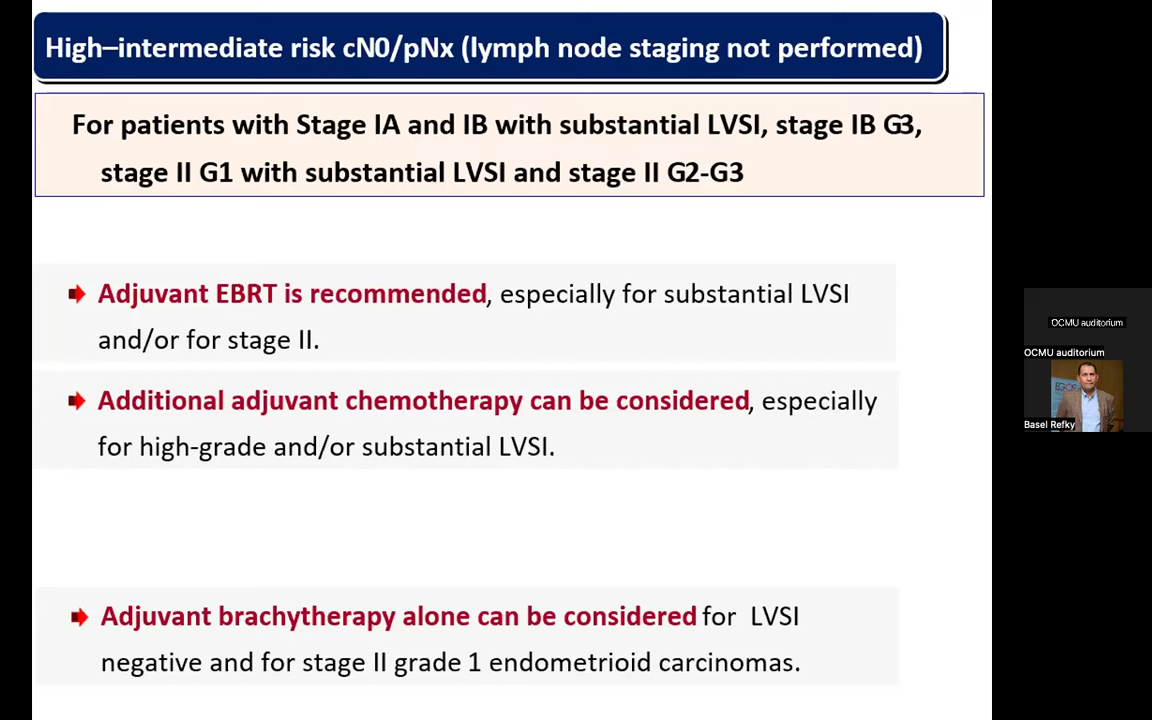 High–intermediate risk cN0/pNx (lymph node staging not performed)
For patients with Stage IA and IB with substantial LVSI, stage IB G3,
stage II G1 with substantial LVSI and stage II G2-G3
Adjuvant EBRT is recommended, especially for substantial LVSI
and/or for stage II.
Additional adjuvant chemotherapy can be considered, especially
for high-grade and/or substantial LVSI.
Adjuvant brachytherapy alone can be considered for LVSI
negative and for stage II grade 1 endometrioid carcinomas.
OCMU auditorium
OCMU auditorium
Basel Refky